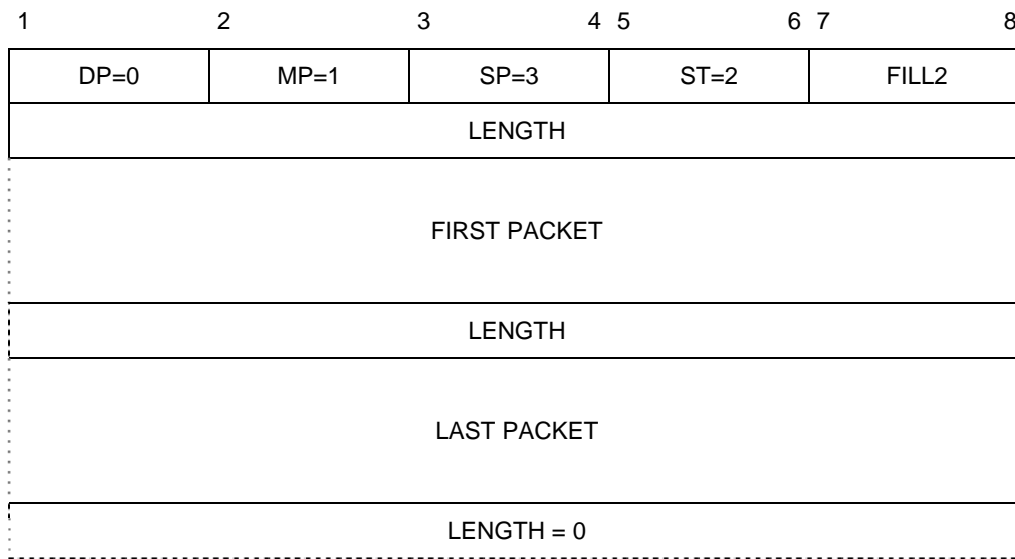 1 2 3 4 5 6 7 8
DP=0 MP=1 SP=3 ST=2 FILL2
LENGTH
FIRST PACKET
LENGTH
LAST PACKET
LENGTH = 0